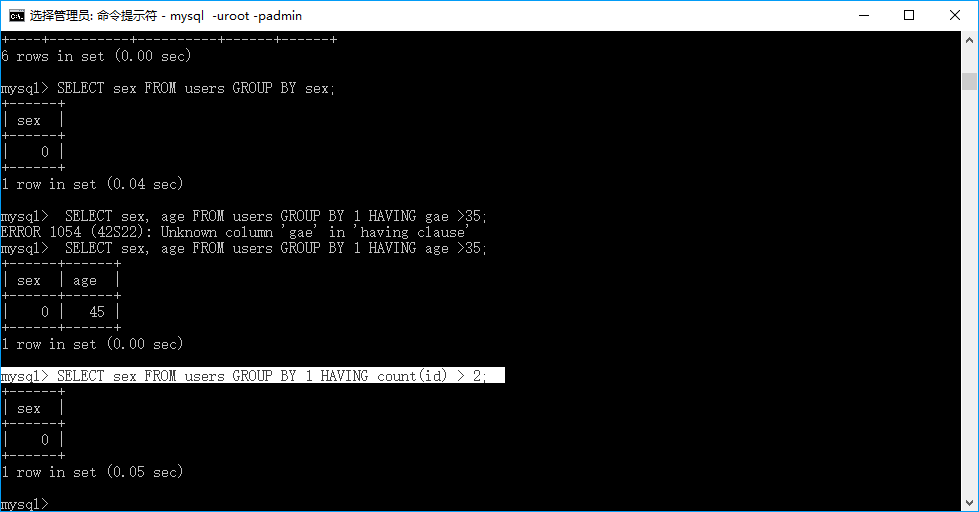 选择管理员: 命令提示符 - mysql  -uroot -padmin
+----+----------+----------+------+------+
6 rows in set (0.00 sec)
mysql> SELECT sex FROM users GROUP BY sex;
+------+
| sex  |
+------+
|    0 |
+------+
1 row in set (0.04 sec)
mysql>  SELECT sex, age FROM users GROUP BY 1 HAVING gae >35;
ERROR 1054 (42S22): Unknown column 'gae' in 'having clause'
mysql>  SELECT sex, age FROM users GROUP BY 1 HAVING age >35;
+------+------+
| sex  | age  |
+------+------+
|    0 |   45 |
+------+------+
1 row in set (0.00 sec)
mysql> SELECT sex FROM users GROUP BY 1 HAVING count(id) > 2;
+------+
| sex  |
+------+
|    0 |
+------+
1 row in set (0.05 sec)
mysql>